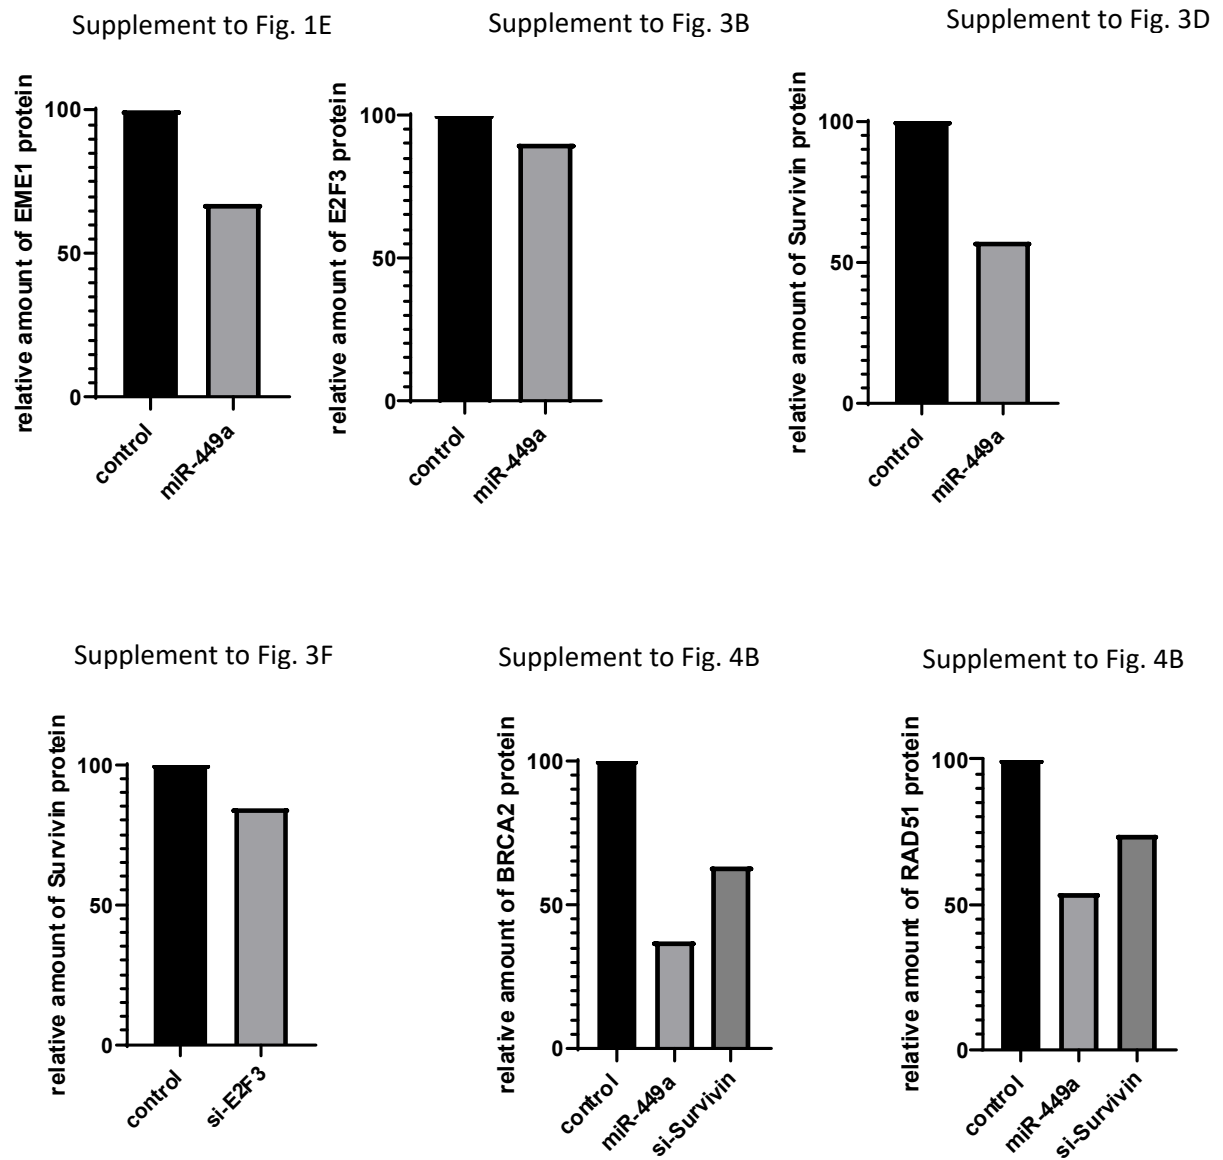 Supplement to Fig. 1E
Supplement to Fig. 3B
Supplement to Fig. 3D
relative amount of EME1 protein
100
50
0
control
miR-449a
relative amount of E2F3 protein
100
50
0
control
miR-449a
relative amount of Survivin protein
100
50
0
control
miR-449a
Supplement to Fig. 3F
Supplement to Fig. 4B
Supplement to Fig. 4B
relative amount of Survivin protein
100
50
0
control
si-E2F3
relative amount of BRCA2 protein
100
50
0
control
miR-449a
si-Survivin
relative amount of RAD51 protein
100
50
0
control
miR-449a
si-Survivin